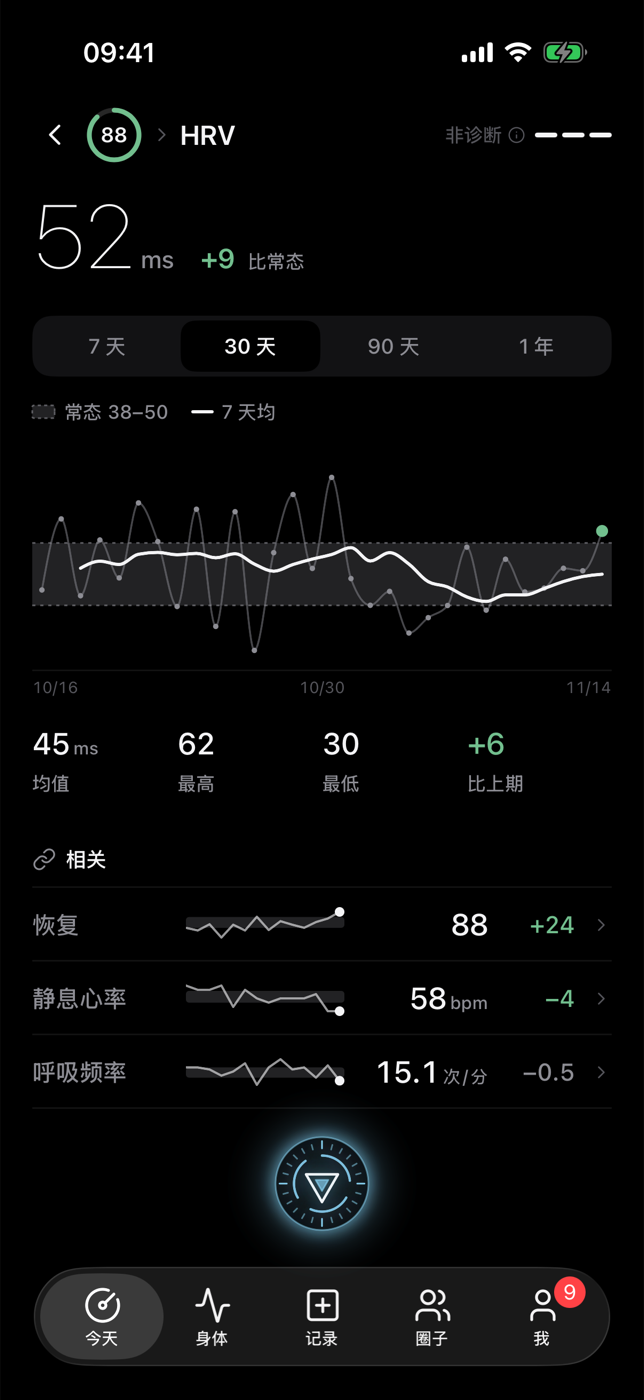 09:41
88 HRV 非诊断
52 ms +9 比常态
7 天 30 天 90 天 1 年
常态 38–50 7 天均
10/16 10/30 11/14
45 ms 62 30 +6
均值 最高 最低 比上期
相关
恢复 88 +24
静息心率 58 bpm −4
呼吸频率 15.1 次/分 −0.5
9
今天 身体 记录 圈子 我